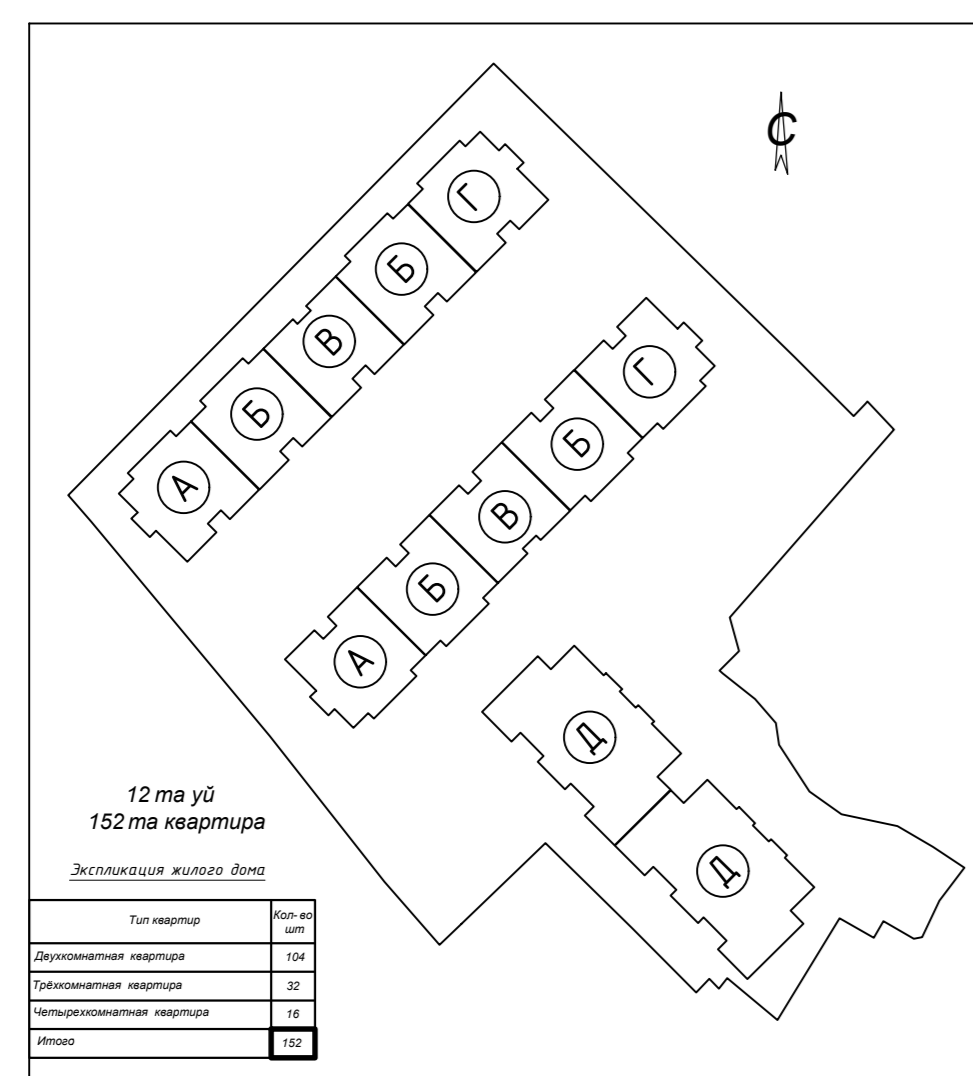 С
Г
Б
В
Б
А
Г
Б
В
Б
А
Д
Д
12 та уй
152 та квартира
Экспликация жилого дома
Тип квартир Кол- во шт
Двухкомнатная квартира 104
Трёхкомнатная квартира 32
Четырехкомнатная квартира 16
Итого 152